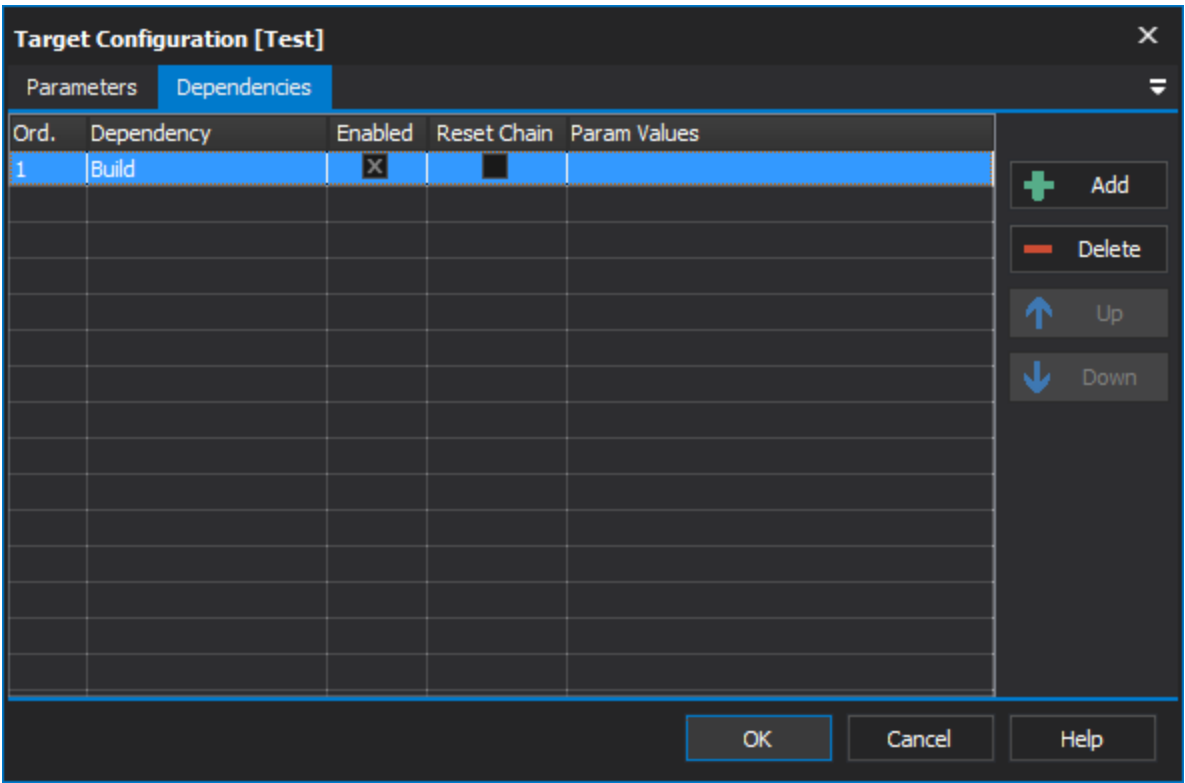 Target Configuration [Test]
Parameters Dependencies
Ord. Dependency Enabled Reset Chain Param Values
1 Build
Add
Delete
Up
Down
OK Cancel Help